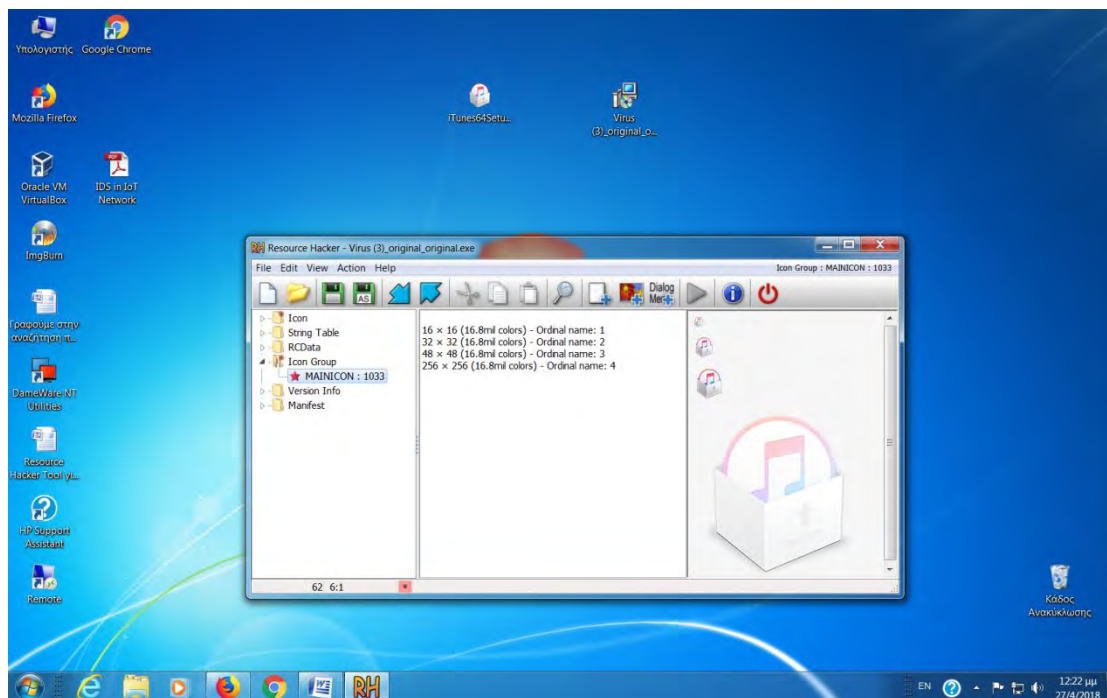 Υπολογιστής
Google Chrome
Mozilla Firefox
iTunes64Setu...
Virus
(3)_original_o...
Oracle VM
VirtualBox
IDS in IoT
Network
ImgBurn
Γραφουμε στην
αναζήτηση π...
DameWare NT
Utilities
Resource
Hacker Tool γι...
HP Support
Assistant
Remote
Κάδος
Ανακύκλωσης
RH Resource Hacker - Virus (3)_original_original.exe
File Edit View Action Help
Icon Group : MAINICON : 1033
AS
Dialog
Menu
Icon
String Table
RCData
Icon Group
MAINICON : 1033
Version Info
Manifest
16 × 16 (16.8mil colors) - Ordinal name: 1
32 × 32 (16.8mil colors) - Ordinal name: 2
48 × 48 (16.8mil colors) - Ordinal name: 3
256 × 256 (16.8mil colors) - Ordinal name: 4
62 6:1
RH
EN
12:22 μμ
27/4/2018